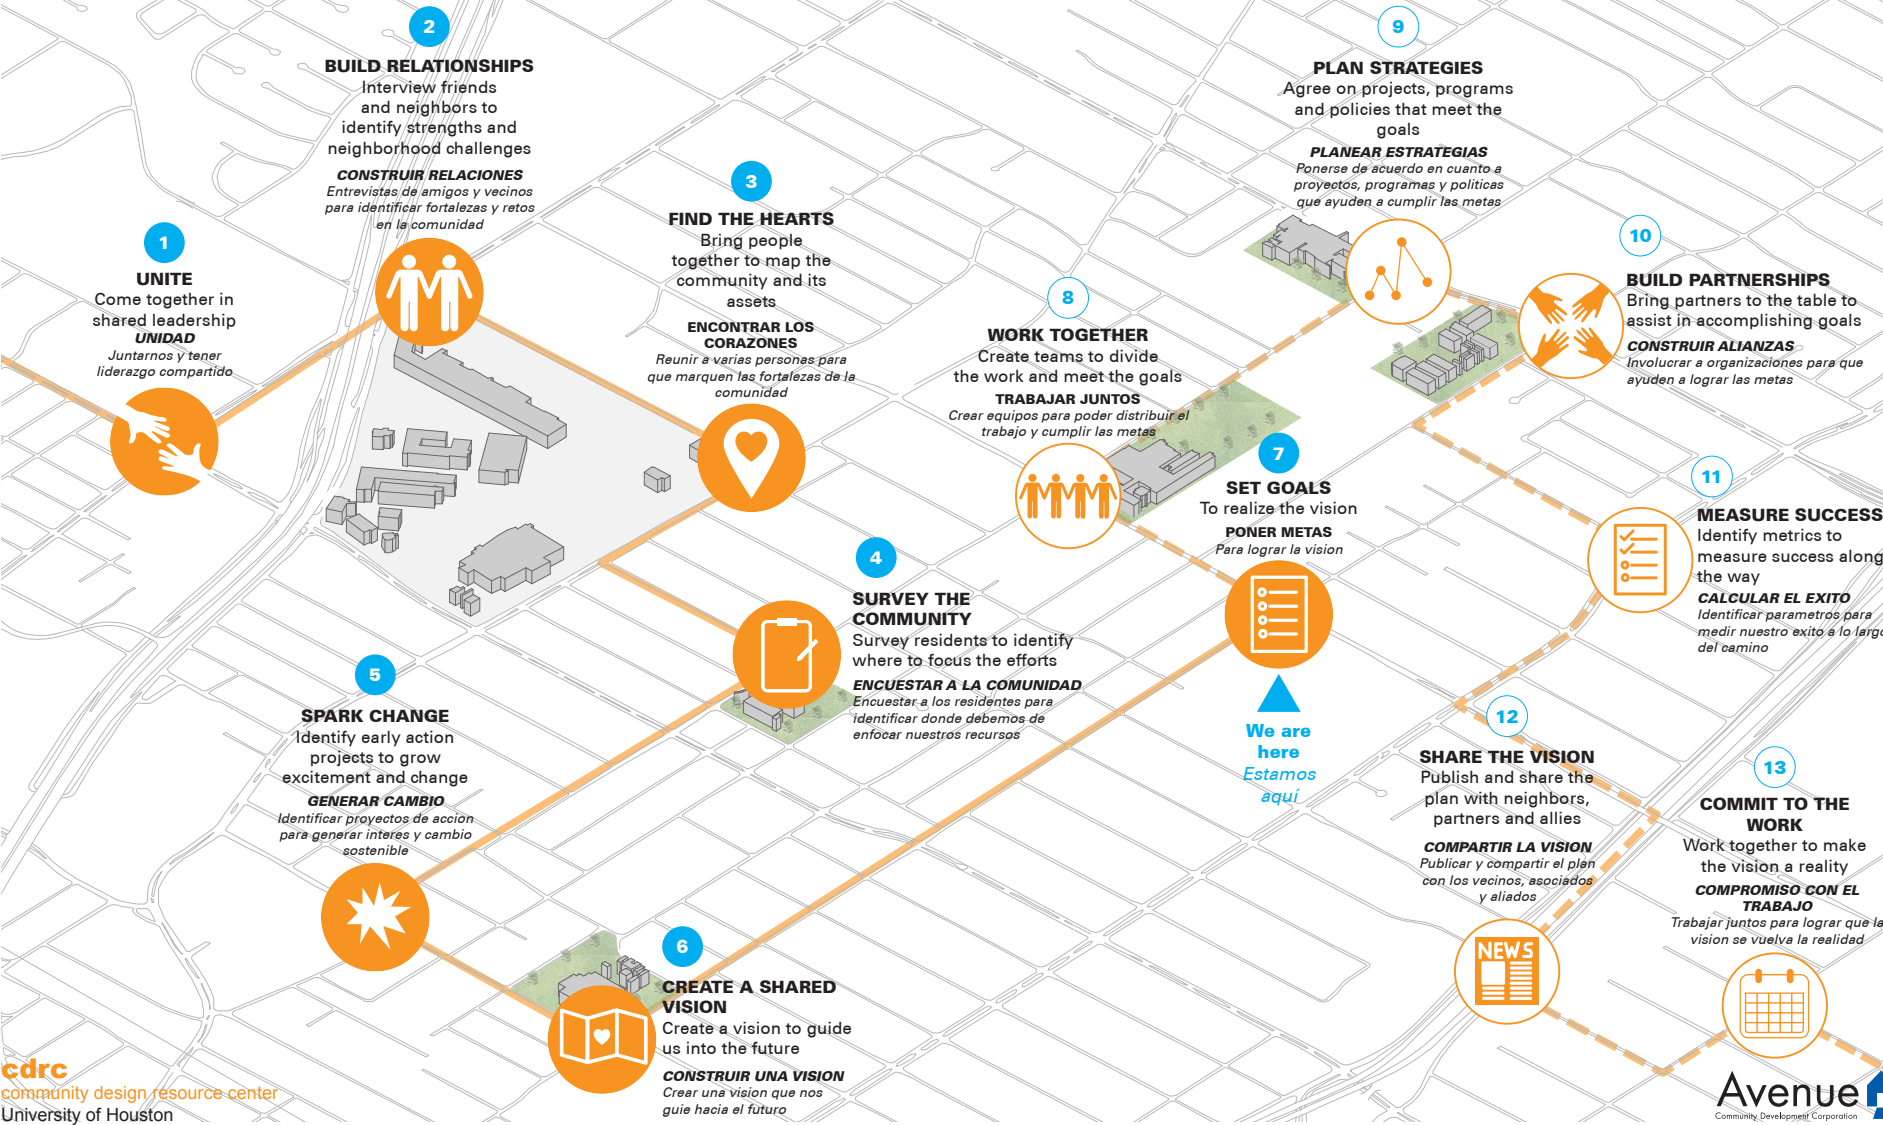 1
UNITE
Come together in
shared leadership
UNIDAD
Juntarnos y tener
liderazgo compartido
2
BUILD RELATIONSHIPS
Interview friends
and neighbors to
identify strengths and
neighborhood challenges
CONSTRUIR RELACIONES
Entrevistas de amigos y vecinos
para identificar fortalezas y retos
en la comunidad
3
FIND THE HEARTS
Bring people
together to map the
community and its
assets
ENCONTRAR LOS
CORAZONES
Reunir a varias personas para
que marquen las fortalezas de la
comunidad
4
SURVEY THE
COMMUNITY
Survey residents to identify
where to focus the efforts
ENCUESTAR A LA COMUNIDAD
Encuestar a los residentes para
identificar donde debemos de
enfocar nuestros recursos
5
SPARK CHANGE
Identify early action
projects to grow
excitement and change
GENERAR CAMBIO
Identificar proyectos de accion
para generar interes y cambio
sostenible
6
CREATE A SHARED
VISION
Create a vision to guide
us into the future
CONSTRUIR UNA VISION
Crear una vision que nos
guie hacia el futuro
7
SET GOALS
To realize the vision
PONER METAS
Para lograr la vision
We are
here
Estamos
aquí
8
WORK TOGETHER
Create teams to divide
the work and meet the goals
TRABAJAR JUNTOS
Crear equipos para poder distribuir el
trabajo y cumplir las metas
9
PLAN STRATEGIES
Agree on projects, programs
and policies that meet the
goals
PLANEAR ESTRATEGIAS
Ponerse de acuerdo en cuanto a
proyectos, programas y politicas
que ayuden a cumplir las metas
10
BUILD PARTNERSHIPS
Bring partners to the table to
assist in accomplishing goals
CONSTRUIR ALIANZAS
Involucrar a organizaciones para que
ayuden a lograr las metas
11
MEASURE SUCCESS
Identify metrics to
measure success along
the way
CALCULAR EL EXITO
Identificar parametros para
medir nuestro exito a lo largo
del camino
12
SHARE THE VISION
Publish and share the
plan with neighbors,
partners and allies
COMPARTIR LA VISION
Publicar y compartir el plan
con los vecinos, asociados
y aliados
NEWS
13
COMMIT TO THE
WORK
Work together to make
the vision a reality
COMPROMISO CON EL
TRABAJO
Trabajar juntos para lograr que la
vision se vuelva la realidad
cdrc
community design resource center
University of Houston
Avenue
Community Development Corporation